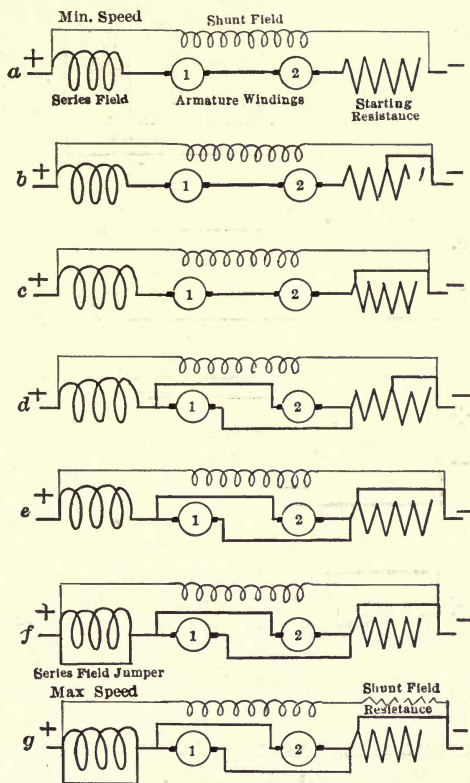 Min. Speed
Shunt Field
+
a
1
2
−
Series Field
Armature Windings
Starting
Resistance
+
b
1
2
−
+
c
1
2
−
+
d
1
2
−
+
e
1
2
−
+
f
1
2
−
Series Field Jumper
Max Speed
Shunt Field
Resistance
+
g
1
2
−